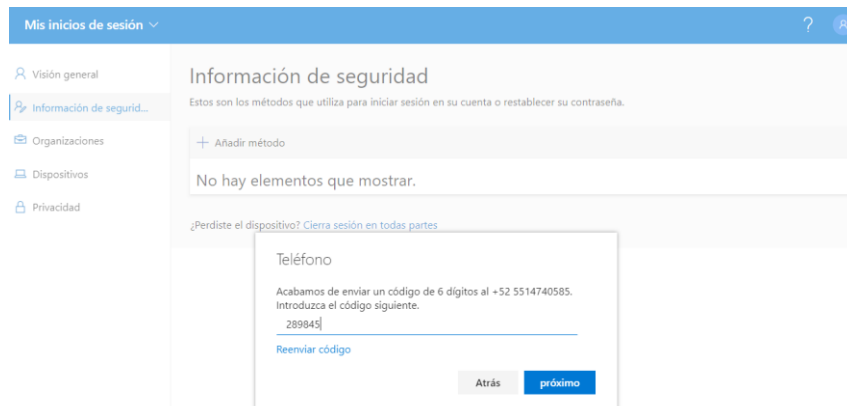 Mis inicios de sesión
?
Visión general
Información de segurid...
Organizaciones
Dispositivos
Privacidad
Información de seguridad
Estos son los métodos que utiliza para iniciar sesión en su cuenta o restablecer su contraseña.
+ Añadir método
No hay elementos que mostrar.
¿Perdiste el dispositivo? Cierra sesión en todas partes
Teléfono
Acabamos de enviar un código de 6 dígitos al +52 5514740585.
Introduzca el código siguiente.
289845
Reenviar código
Atrás
próximo